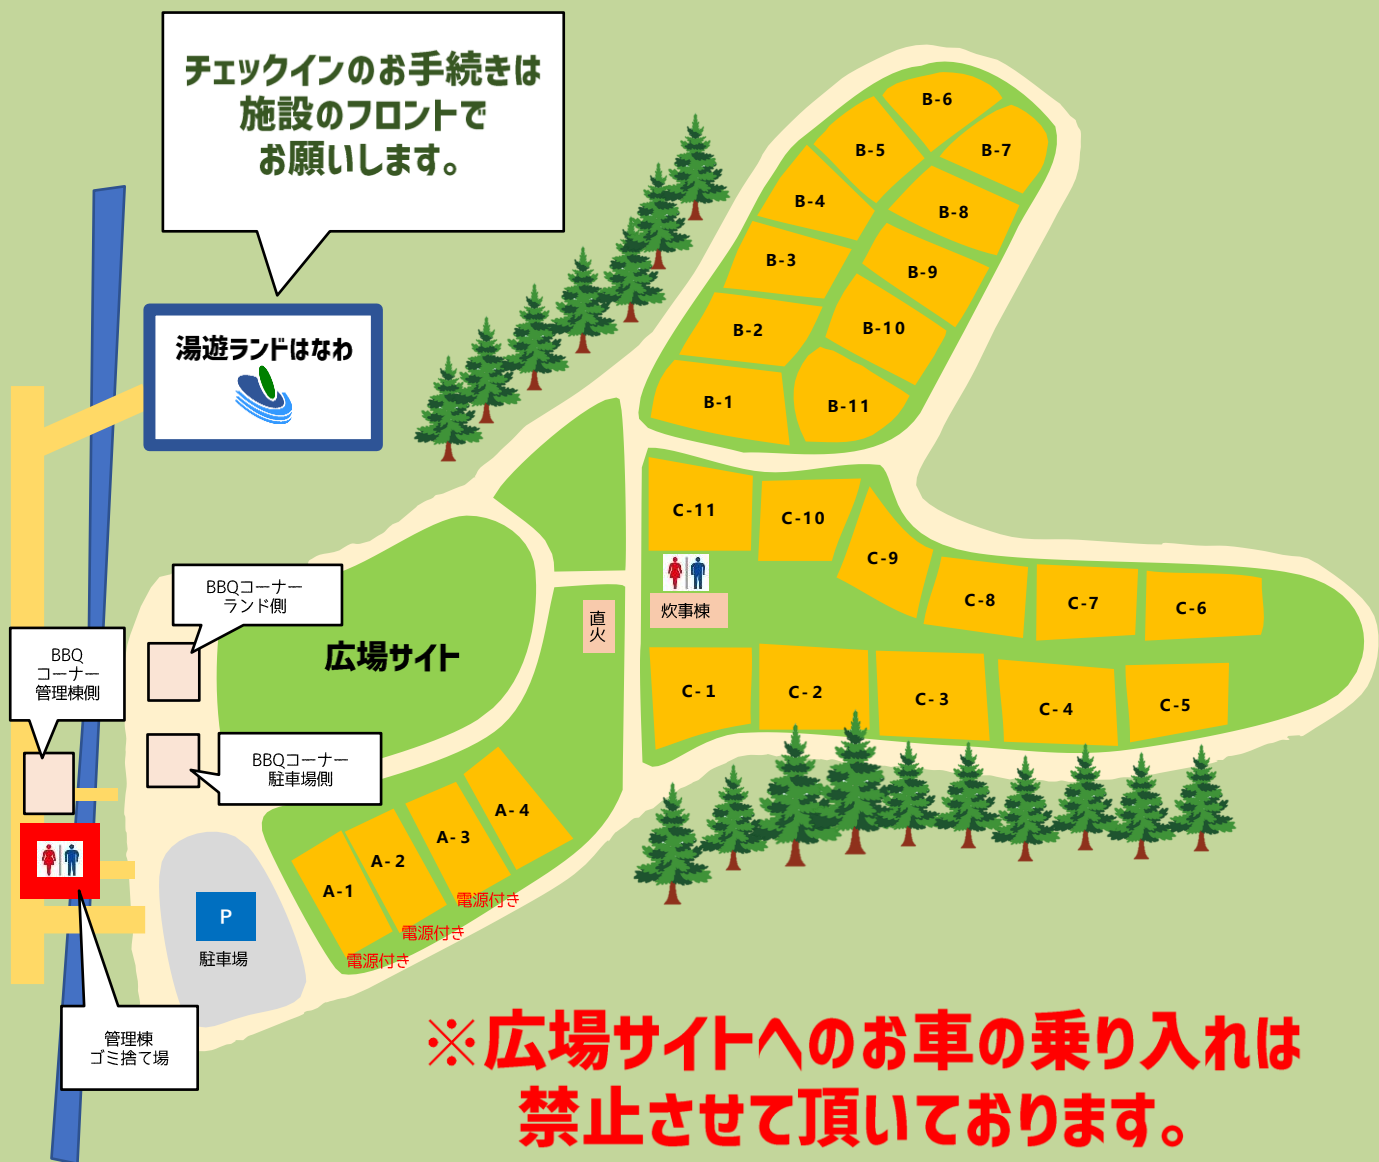 チェックインのお手続きは
施設のフロントで
お願いします。
湯遊ランドはなわ
B-6
B-5
B-7
B-4
B-8
B-3
B-9
B-2
B-10
B-1
B-11
C-11
C-10
C-9
C-8
C-7
C-6
炊事棟
直火
C-1
C-2
C-3
C-4
C-5
BBQコーナー
ランド側
広場サイト
BBQ
コーナー
管理棟側
BBQコーナー
駐車場側
A-4
A-3
A-2
A-1
電源付き
電源付き
電源付き
P
駐車場
管理棟
ゴミ捨て場
※広場サイトへのお車の乗り入れは
禁止させて頂いております。